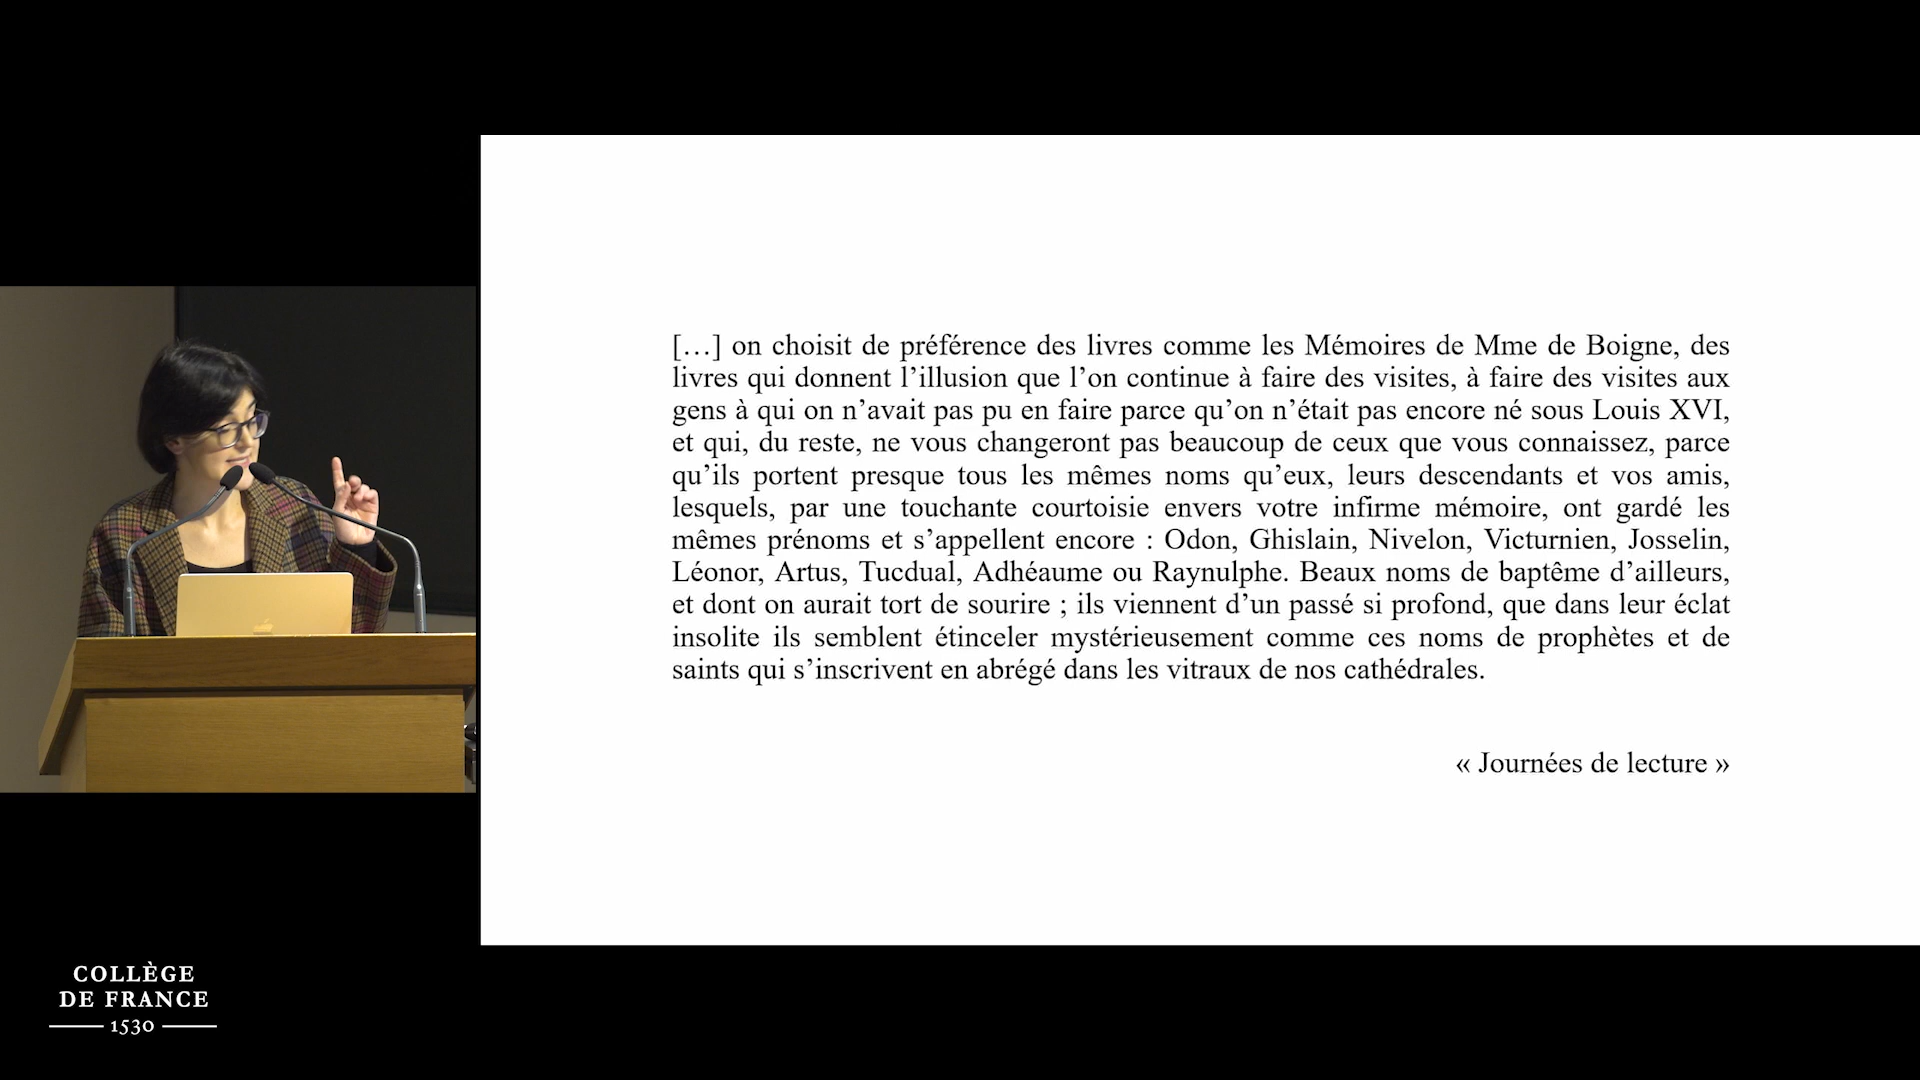 […] on choisit de préférence des livres comme les Mémoires de Mme de Boigne, des
livres qui donnent l’illusion que l’on continue à faire des visites, à faire des visites aux
gens à qui on n’avait pas pu en faire parce qu’on n’était pas encore né sous Louis XVI,
et qui, du reste, ne vous changeront pas beaucoup de ceux que vous connaissez, parce
qu’ils portent presque tous les mêmes noms qu’eux, leurs descendants et vos amis,
lesquels, par une touchante courtoisie envers votre infirme mémoire, ont gardé les
mêmes prénoms et s’appellent encore : Odon, Ghislain, Nivelon, Victurnien, Josselin,
Léonor, Artus, Tucdual, Adhéaume ou Raynulphe. Beaux noms de baptême d’ailleurs,
et dont on aurait tort de sourire ; ils viennent d’un passé si profond, que dans leur éclat
insolite ils semblent étinceler mystérieusement comme ces noms de prophètes et de
saints qui s’inscrivent en abrégé dans les vitraux de nos cathédrales.
« Journées de lecture »
COLLÈGE
DE FRANCE
1530